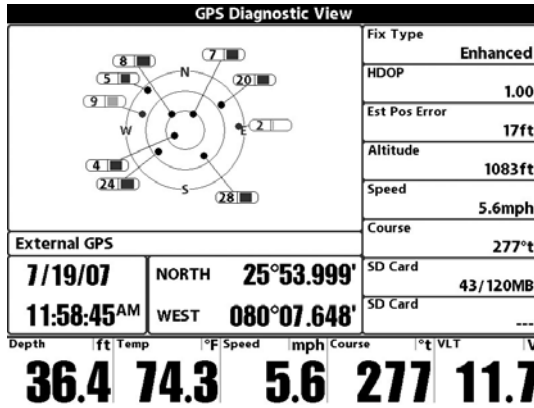 GPS Diagnostic View
8
7
N
5
20
9
W
E
2
4
24
S
28
External GPS
7/19/07
11:58:45AM
NORTH 25°53.999'
WEST 080°07.648'
Fix Type
Enhanced
HDOP
1.00
Est Pos Error
17ft
Altitude
1083ft
Speed
5.6mph
Course
277°t
SD Card
43/120MB
SD Card
---
Depth ft
36.4
Temp °F
74.3
Speed mph
5.6
Course °t
277
VLT V
11.7